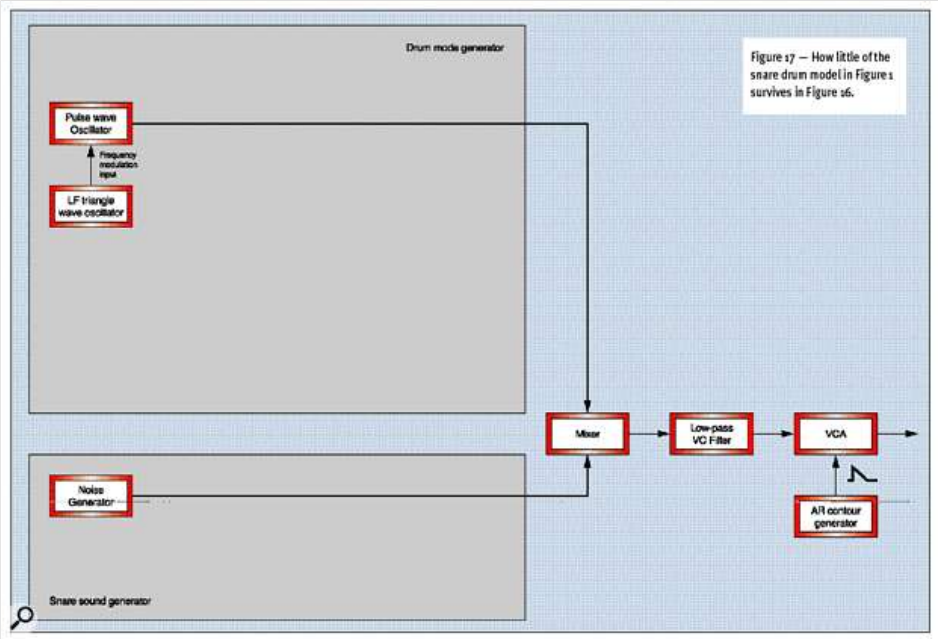 Drum mode generator
Figure 17 — How little of the
snare drum model in Figure 1
survives in Figure 16.
Pulse wave
Oscillator
Frequency
modulation
input
LF triangle
wave oscillator
Mixer
Low-pass
VC Filter
VCA
Noise
Generator
AR contour
generator
Snare sound generator